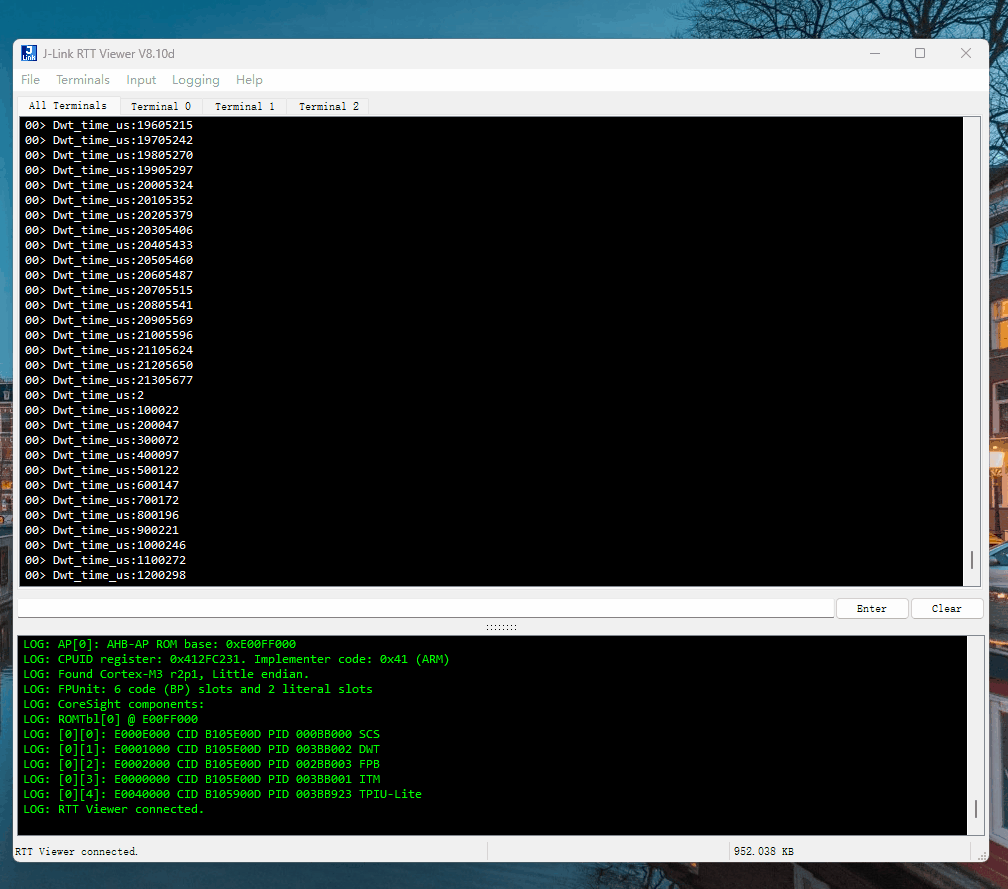 J-Link RTT Viewer V8.10d
File Terminals Input Logging Help
All Terminals Terminal 0 Terminal 1 Terminal 2
00> Dwt_time_us:19605215
00> Dwt_time_us:19705242
00> Dwt_time_us:19805270
00> Dwt_time_us:19905297
00> Dwt_time_us:20005324
00> Dwt_time_us:20105352
00> Dwt_time_us:20205379
00> Dwt_time_us:20305406
00> Dwt_time_us:20405433
00> Dwt_time_us:20505460
00> Dwt_time_us:20605487
00> Dwt_time_us:20705515
00> Dwt_time_us:20805541
00> Dwt_time_us:20905569
00> Dwt_time_us:21005596
00> Dwt_time_us:21105624
00> Dwt_time_us:21205650
00> Dwt_time_us:21305677
00> Dwt_time_us:2
00> Dwt_time_us:100022
00> Dwt_time_us:200047
00> Dwt_time_us:300072
00> Dwt_time_us:400097
00> Dwt_time_us:500122
00> Dwt_time_us:600147
00> Dwt_time_us:700172
00> Dwt_time_us:800196
00> Dwt_time_us:900221
00> Dwt_time_us:1000246
00> Dwt_time_us:1100272
00> Dwt_time_us:1200298
Enter Clear
LOG: AP[0]: AHB-AP ROM base: 0xE00FF000
LOG: CPUID register: 0x412FC231. Implementer code: 0x41 (ARM)
LOG: Found Cortex-M3 r2p1, Little endian.
LOG: FPUnit: 6 code (BP) slots and 2 literal slots
LOG: CoreSight components:
LOG: ROMTbl[0] @ E00FF000
LOG: [0][0]: E000E000 CID B105E00D PID 000BB000 SCS
LOG: [0][1]: E0001000 CID B105E00D PID 003BB002 DWT
LOG: [0][2]: E0002000 CID B105E00D PID 002BB003 FPB
LOG: [0][3]: E0000000 CID B105E00D PID 003BB001 ITM
LOG: [0][4]: E0040000 CID B105900D PID 003BB923 TPIU-Lite
LOG: RTT Viewer connected.
RTT Viewer connected. 952.038 KB